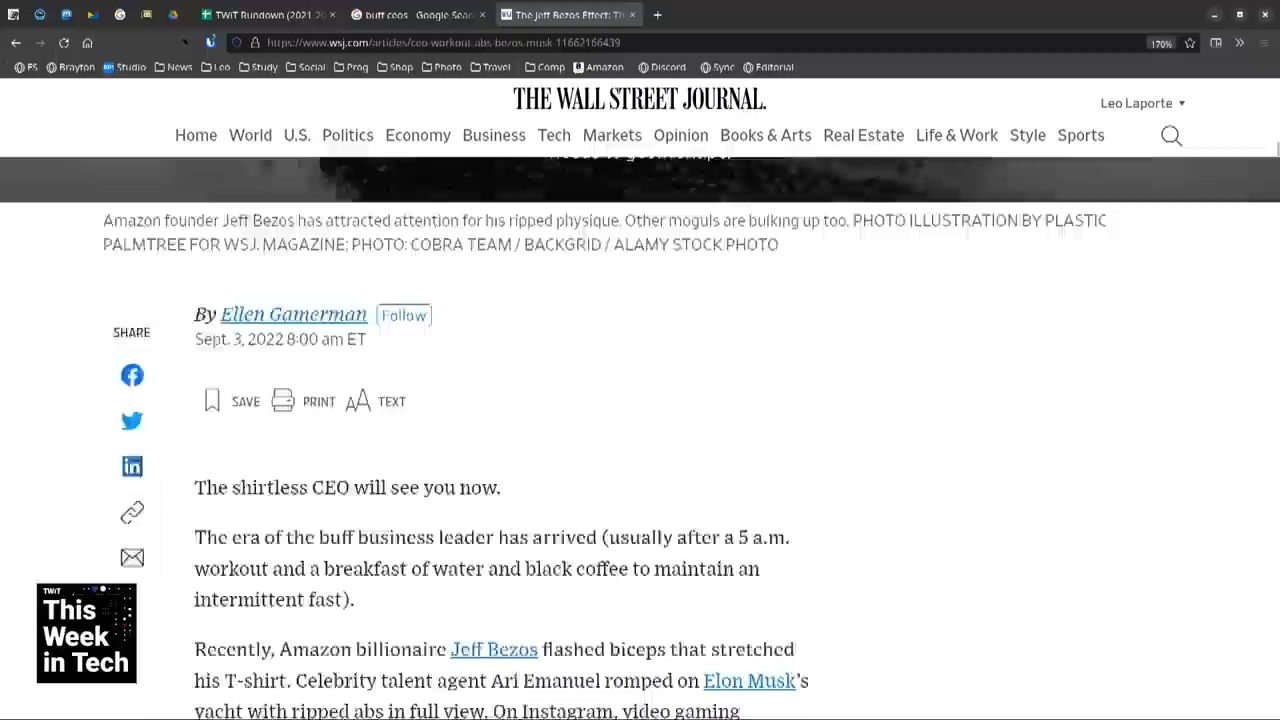 TWiT Rundown (2021 20
buff ceos - Google Sear
The Jeff Bezos Effect: Th
https://www.wsj.com/articles/ceo-workout-abs-bezos-musk-11662166439
170%
FS Brayton Studio News Leo Study Social Prog Shop Photo Travel Comp Amazon Discord Sync Editorial
THE WALL STREET JOURNAL.
Leo Laporte
Home World U.S. Politics Economy Business Tech Markets Opinion Books & Arts Real Estate Life & Work Style Sports
Amazon founder Jeff Bezos has attracted attention for his ripped physique. Other moguls are bulking up too. PHOTO ILLUSTRATION BY PLASTIC
PALMTREE FOR WSJ. MAGAZINE; PHOTO: COBRA TEAM / BACKGRID / ALAMY STOCK PHOTO
By Ellen Gamerman Follow
Sept. 3, 2022 8:00 am ET
SHARE
SAVE PRINT AA TEXT
The shirtless CEO will see you now.
The era of the buff business leader has arrived (usually after a 5 a.m.
workout and a breakfast of water and black coffee to maintain an
intermittent fast).
Recently, Amazon billionaire Jeff Bezos flashed biceps that stretched
his T-shirt. Celebrity talent agent Ari Emanuel romped on Elon Musk's
yacht with ripped abs in full view. On Instagram, video gaming
TWiT
This
Week
in Tech